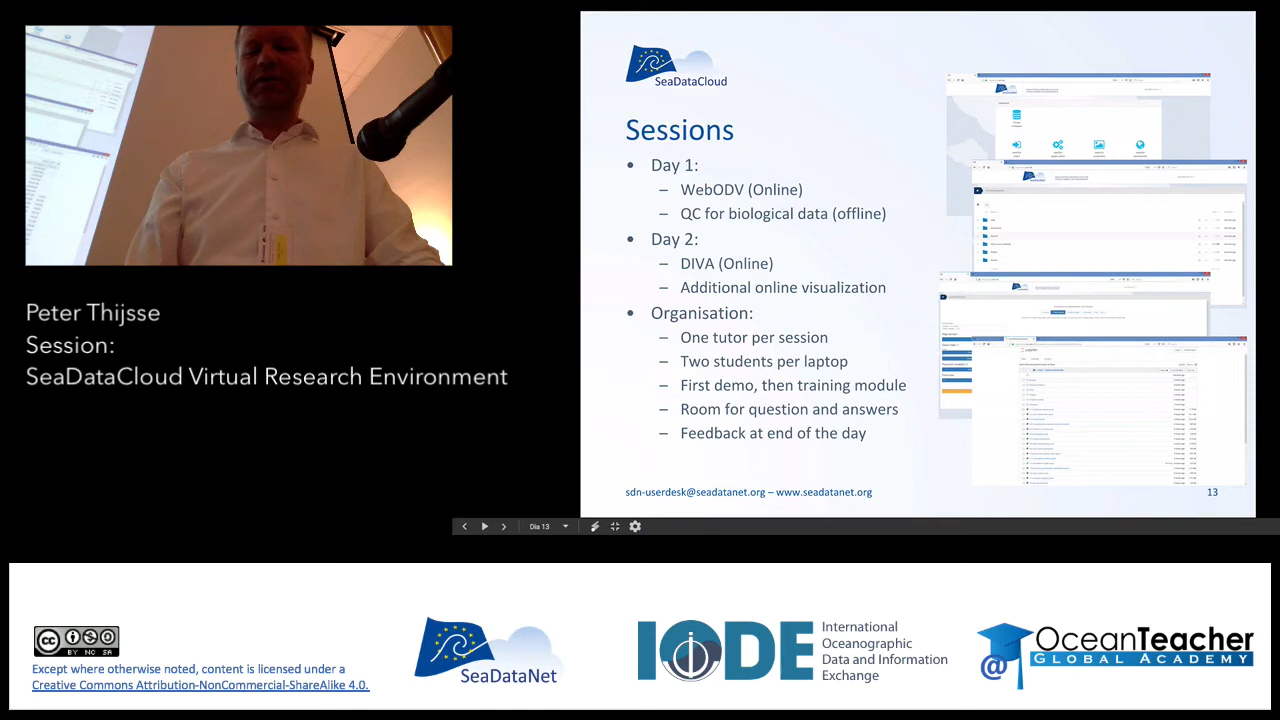 SeaDataCloud
Sessions
• Day 1:
– WebODV (Online)
– QC for biological data (offline)
• Day 2:
– DIVA (Online)
– Additional online visualization
• Organisation:
– One tutor per session
– Two students per laptop
– First demo, then training module
– Room for question and answers
– Feedback at end of the day
sdn-userdesk@seadatanet.org – www.seadatanet.org
13
Peter Thijsse
Session:
SeaDataCloud Virtual Research Environment
Dia 13
CC BY NC SA
Except where otherwise noted, content is licensed under a
Creative Commons Attribution-NonCommercial-ShareAlike 4.0.
SeaDataNet
IODE
International
Oceanographic
Data and Information
Exchange
@
OceanTeacher
GLOBAL ACADEMY